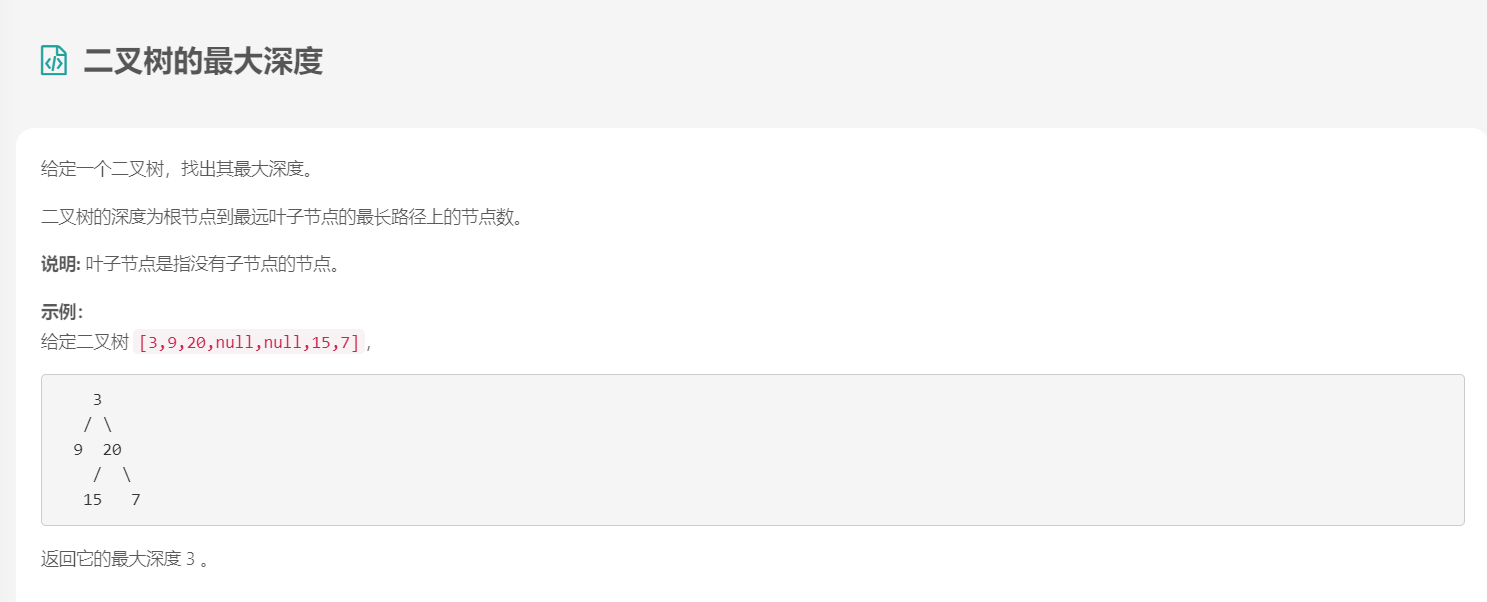 二叉树的最大深度
给定一个二叉树，找出其最大深度。
二叉树的深度为根节点到最远叶子节点的最长路径上的节点数。
说明: 叶子节点是指没有子节点的节点。
示例：
给定二叉树 [3,9,20,null,null,15,7]，
    3
   / \
  9  20
    /  \
   15   7
返回它的最大深度 3 。